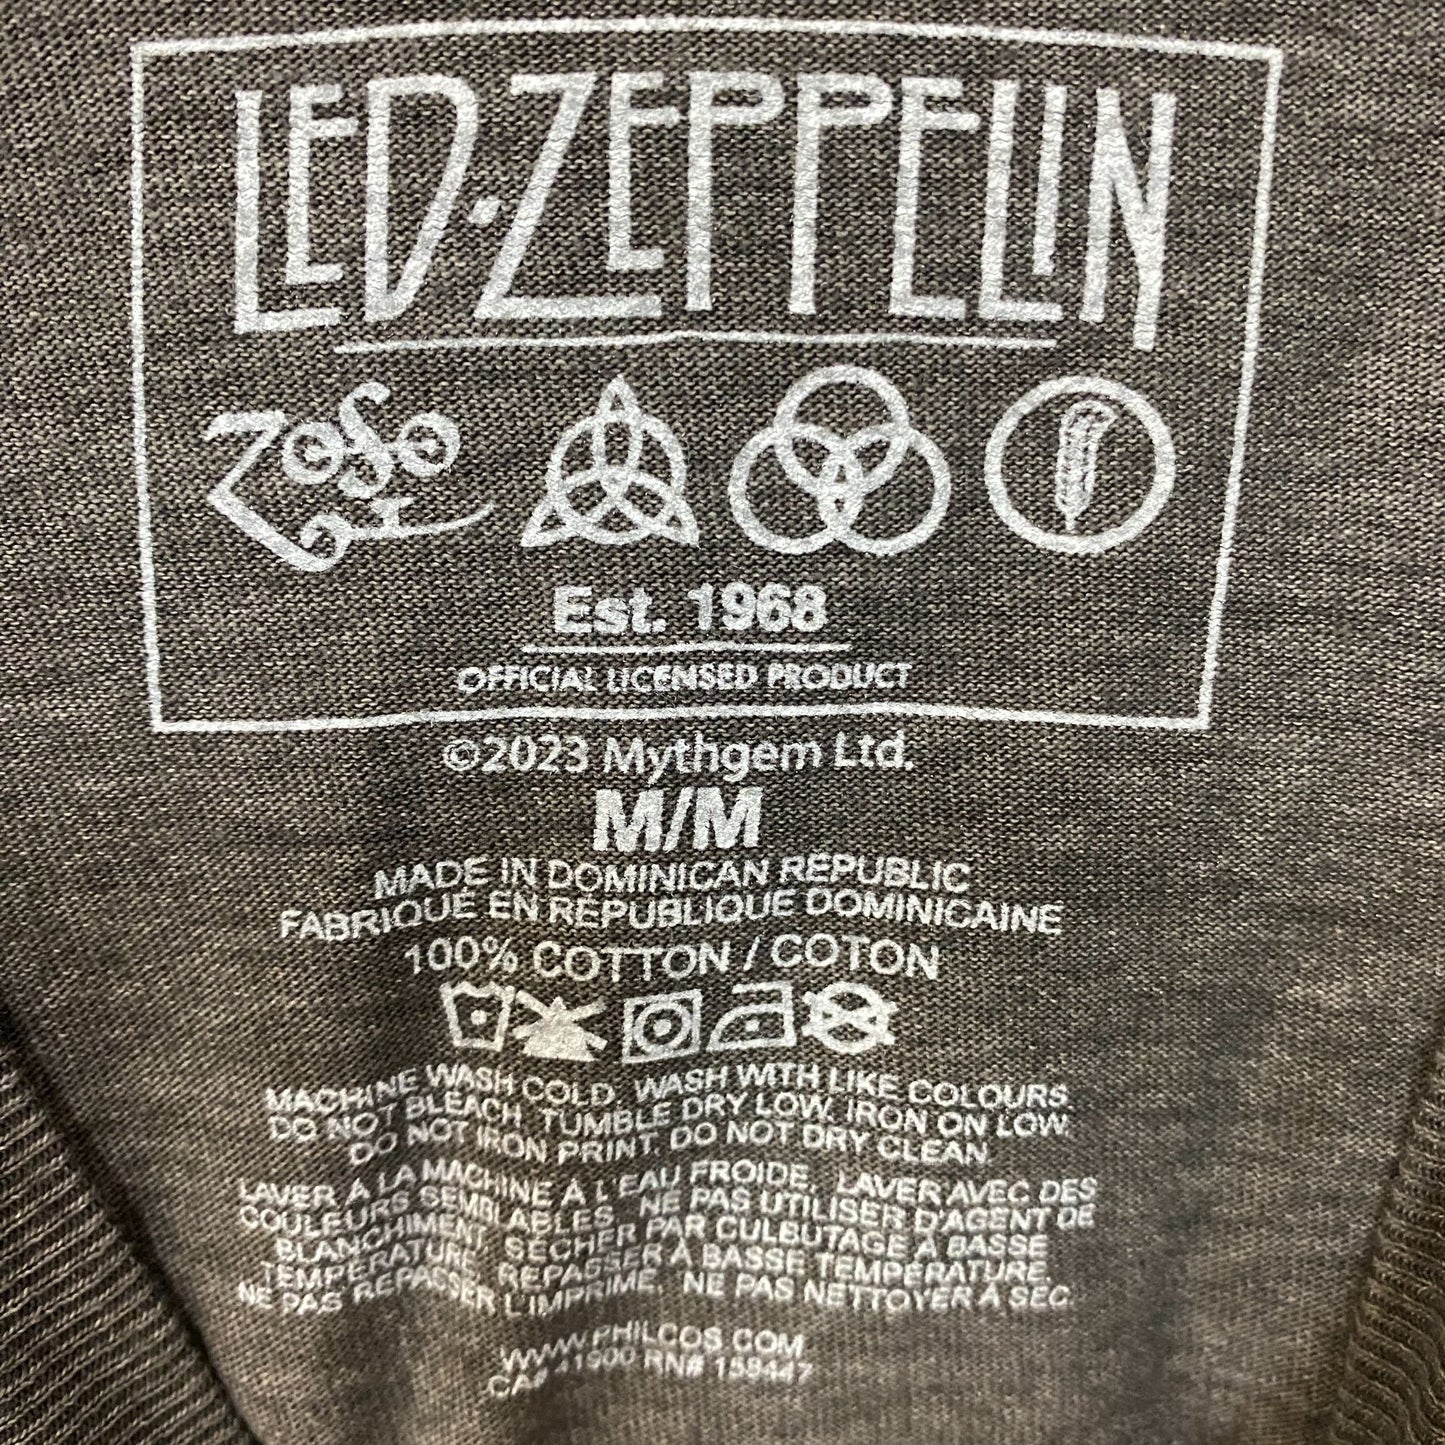 LED·ZEPPELIN
ZOSO
Est. 1968
OFFICIAL LICENSED PRODUCT
©2023 Mythgem Ltd.
M/M
MADE IN DOMINICAN REPUBLIC
FABRIQUE EN RÉPUBLIQUE DOMINICAINE
100% COTTON / COTON
MACHINE WASH COLD. WASH WITH LIKE COLOURS.
DO NOT BLEACH. TUMBLE DRY LOW. IRON ON LOW.
DO NOT IRON PRINT. DO NOT DRY CLEAN.
LAVER À LA MACHINE À L'EAU FROIDE. LAVER AVEC DES
COULEURS SEMBLABLES. NE PAS UTILISER D'AGENT DE
BLANCHIMENT. SÉCHER PAR CULBUTAGE À BASSE
TEMPÉRATURE. REPASSER À BASSE TEMPÉRATURE.
NE PAS REPASSER L'IMPRIMÉ. NE PAS NETTOYER À SEC.
WWW.PHILCOS.COM
RN# 159447